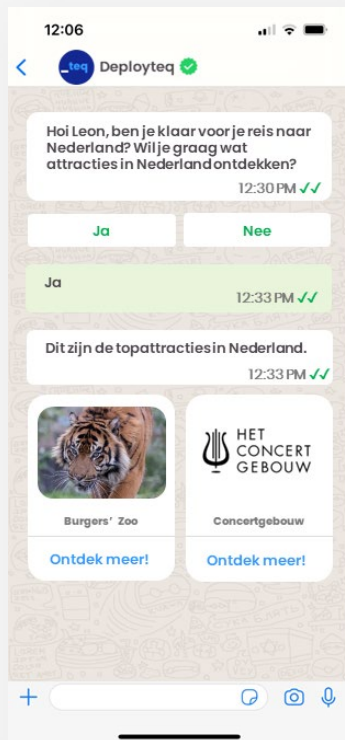 12:06
_teq Deployteq
Hoi Leon, ben je klaar voor je reis naar
Nederland? Wil je graag wat
attracties in Nederland ontdekken?
12:30 PM
Ja Nee
Ja
12:33 PM
Dit zijn de topattracties in Nederland.
12:33 PM
HET
CONCERT
GEBOUW
Burgers' Zoo Concertgebouw
Ontdek meer! Ontdek meer!